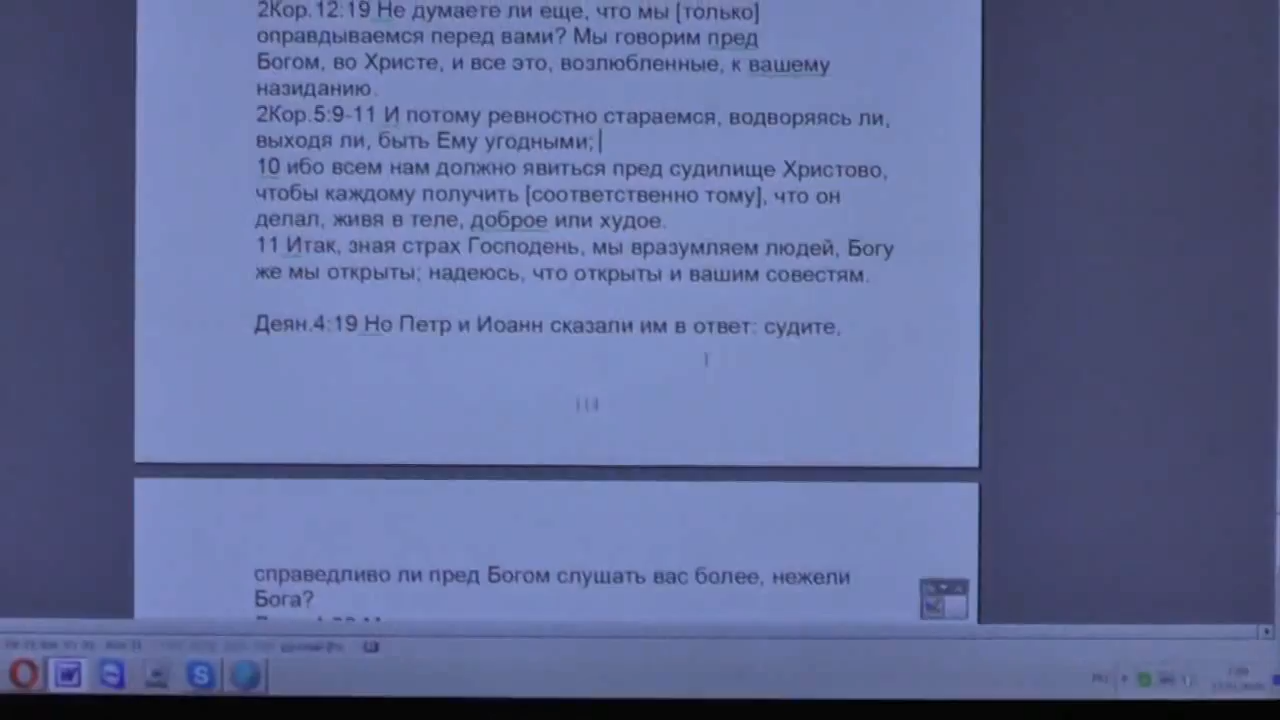 2Кор.12:19 Не думаете ли еще, что мы [только]
оправдываемся перед вами? Мы говорим пред
Богом, во Христе, и все это, возлюбленные, к вашему
назиданию.
2Кор.5:9-11 И потому ревностно стараемся, водворяясь ли,
выходя ли, быть Ему угодными;
10 ибо всем нам должно явиться пред судилище Христово,
чтобы каждому получить [соответственно тому], что он
делал, живя в теле, доброе или худое.
11 Итак, зная страх Господень, мы вразумляем людей, Богу
же мы открыты; надеюсь, что открыты и вашим совестям.
Деян.4:19 Но Петр и Иоанн сказали им в ответ: судите,
справедливо ли пред Богом слушать вас более, нежели
Бога?